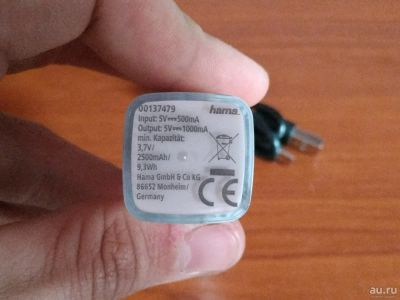 00137479 hama.
Input: 5V⎓500mA
Output: 5V⎓1000mA
min. Kapazität:
3,7V/
2500mAh/
9,3Wh
Hama GmbH & Co KG
86652 Monheim/
Germany
CE
au.ru